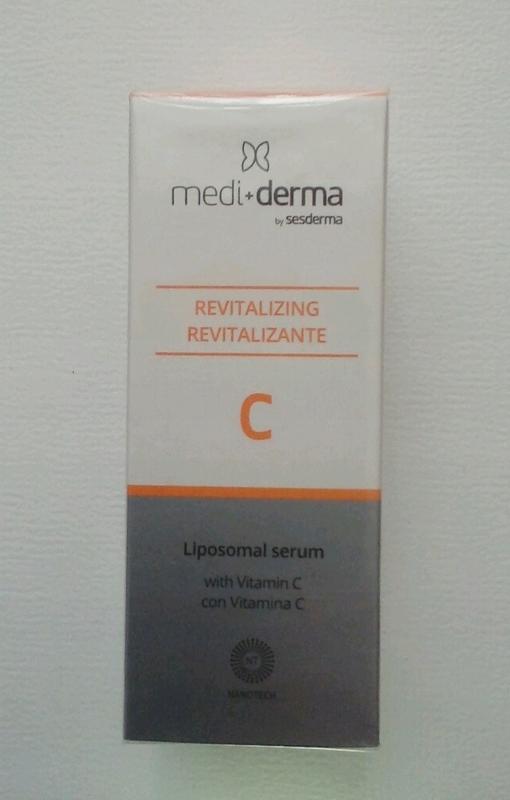 medi+derma
by sesderma
REVITALIZING
REVITALIZANTE
C
Liposomal serum
with Vitamin C
con Vitamina C
NT
NANOTECH